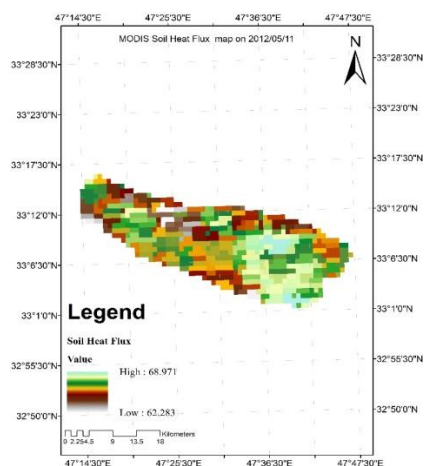 47°14'30"E 47°25'30"E 47°36'30"E 47°47'30"E
MODIS Soil Heat Flux map on 2012/05/11
N
33°28'30"N 33°28'30"N
33°23'0"N 33°23'0"N
33°17'30"N 33°17'30"N
33°12'0"N 33°12'0"N
33°6'30"N 33°6'30"N
33°1'0"N 33°1'0"N
Legend
Soil Heat Flux
Value
High : 68.971
Low : 62.283
32°55'30"N 32°55'30"N
32°50'0"N 32°50'0"N
0 2.254.5 9 13.5 18 Kilometers
47°14'30"E 47°25'30"E 47°36'30"E 47°47'30"E